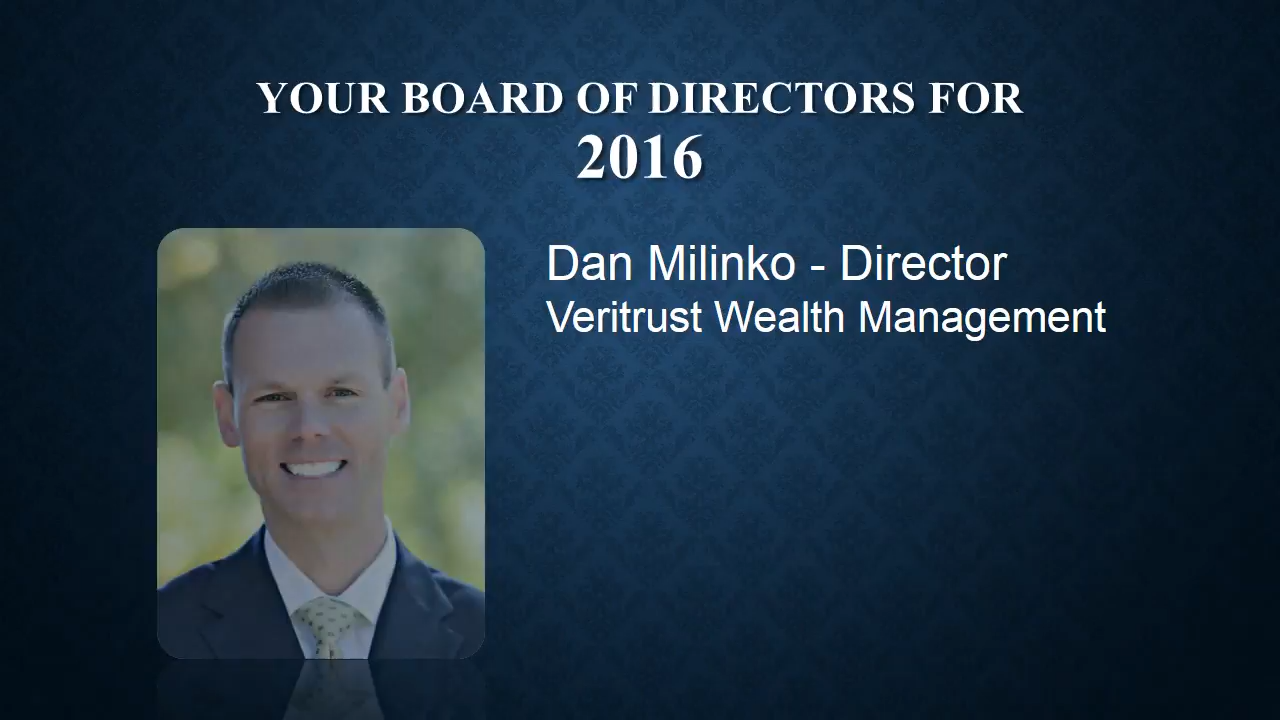 YOUR BOARD OF DIRECTORS FOR
2016
Dan Milinko - Director
Veritrust Wealth Management